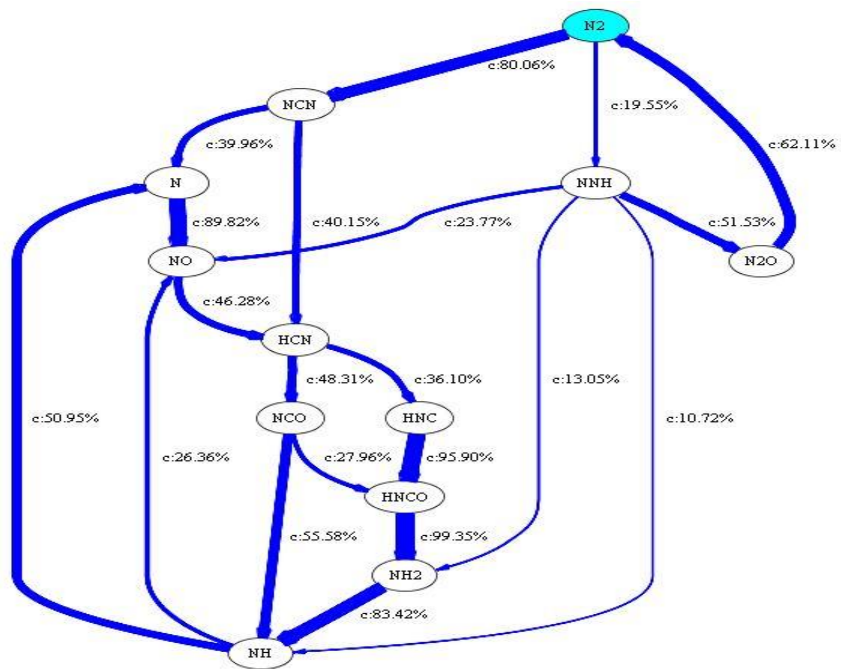 N2
c:80.06%
NCN
c:19.55%
c:39.96%
c:62.11%
N
NNH
c:89.82%
c:40.15%
c:23.77%
c:51.53%
NO
N2O
c:46.28%
HCN
c:48.31%
c:36.10%
c:13.05%
NCO
HNC
c:50.95%
c:26.36%
c:27.96%
c:95.90%
c:10.72%
HNCO
c:55.58%
c:99.35%
NH2
c:83.42%
NH